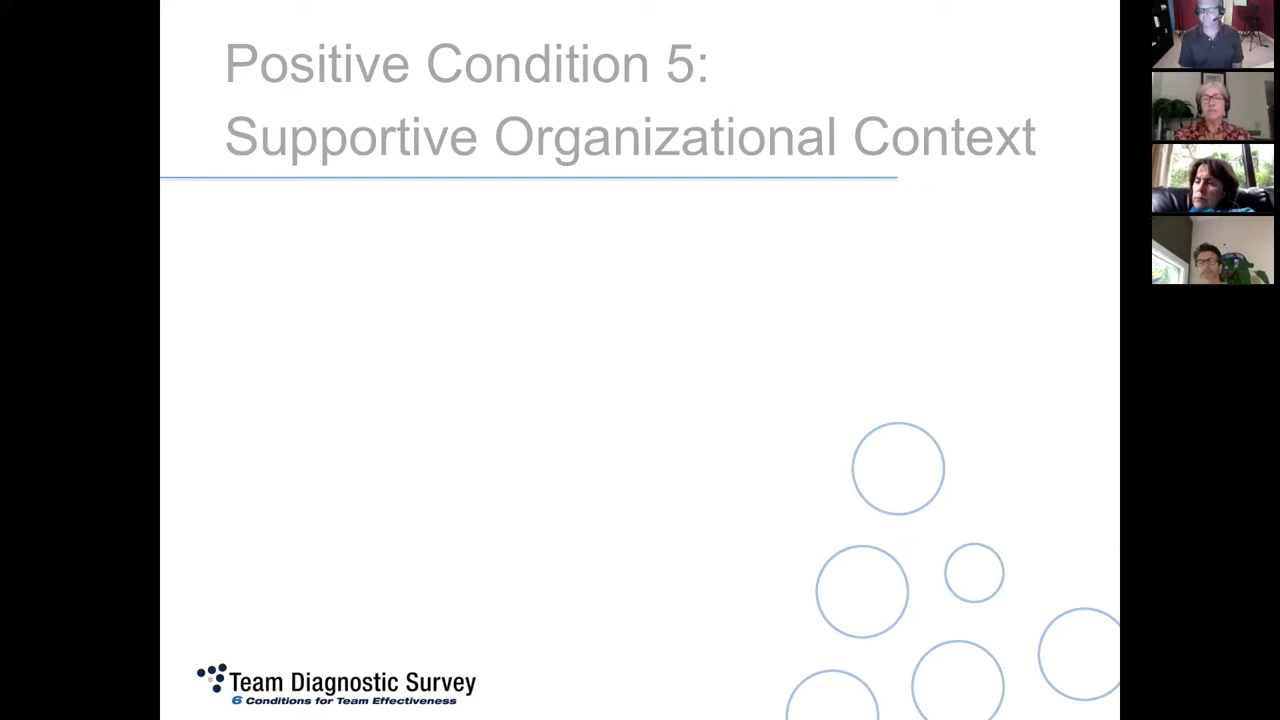 Positive Condition 5:
Supportive Organizational Context
Team Diagnostic Survey
6 Conditions for Team Effectiveness